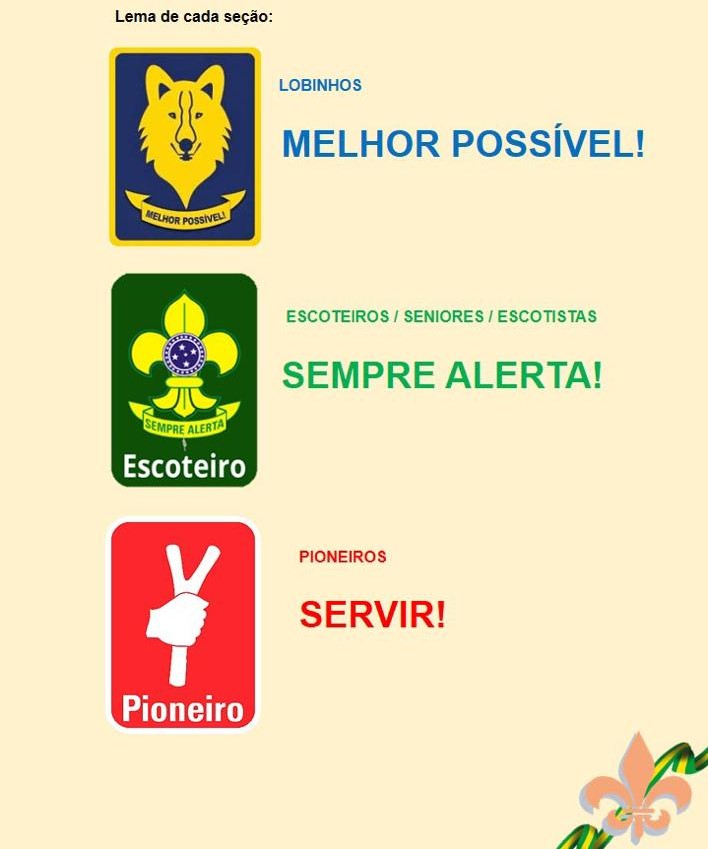 Lema de cada seção:
LOBINHOS
MELHOR POSSÍVEL!
MELHOR POSSÍVEL!
ESCOTEIROS / SENIORES / ESCOTISTAS
SEMPRE ALERTA!
SEMPRE ALERTA
Escoteiro
PIONEIROS
SERVIR!
Pioneiro